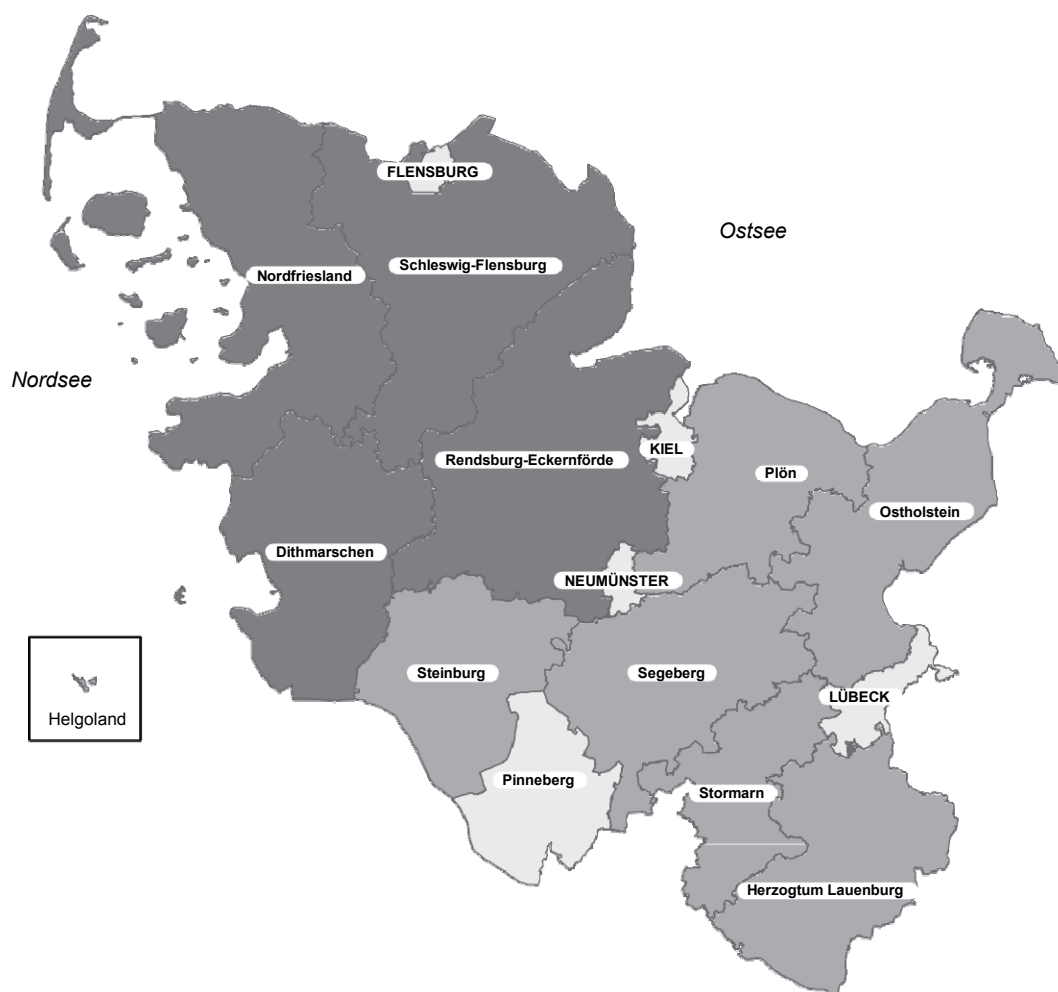 FLENSBURG
Ostsee
Schleswig-Flensburg
Nordfriesland
Nordsee
Rendsburg-Eckernförde
KIEL
Plön
Ostholstein
Dithmarschen
NEUMÜNSTER
Steinburg
Segeberg
LÜBECK
Helgoland
Pinneberg
Stormarn
Herzogtum Lauenburg